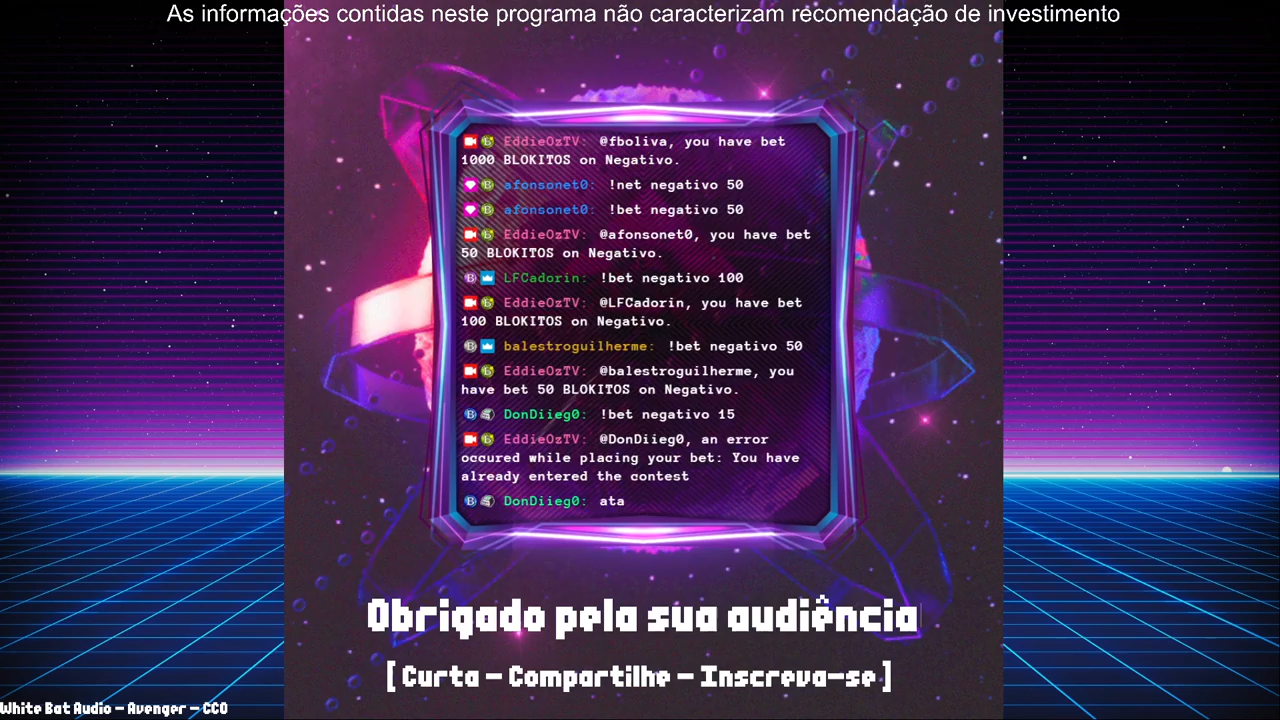 As informações contidas neste programa não caracterizam recomendação de investimento
EddieOzTV: @fboliva, you have bet
1000 BLOKITOS on Negativo.
afonsonet0: !net negativo 50
afonsonet0: !bet negativo 50
EddieOzTV: @afonsonet0, you have bet
50 BLOKITOS on Negativo.
LFCadorin: !bet negativo 100
EddieOzTV: @LFCadorin, you have bet
100 BLOKITOS on Negativo.
balestroguilherme: !bet negativo 50
EddieOzTV: @balestroguilherme, you
have bet 50 BLOKITOS on Negativo.
DonDiieg0: !bet negativo 15
EddieOzTV: @DonDiieg0, an error
occured while placing your bet: You have
already entered the contest
DonDiieg0: ata
Obrigado pela sua audiência
[ Curta - Compartilhe - Inscreva-se ]
White Bat Audio - Avenger - CC0